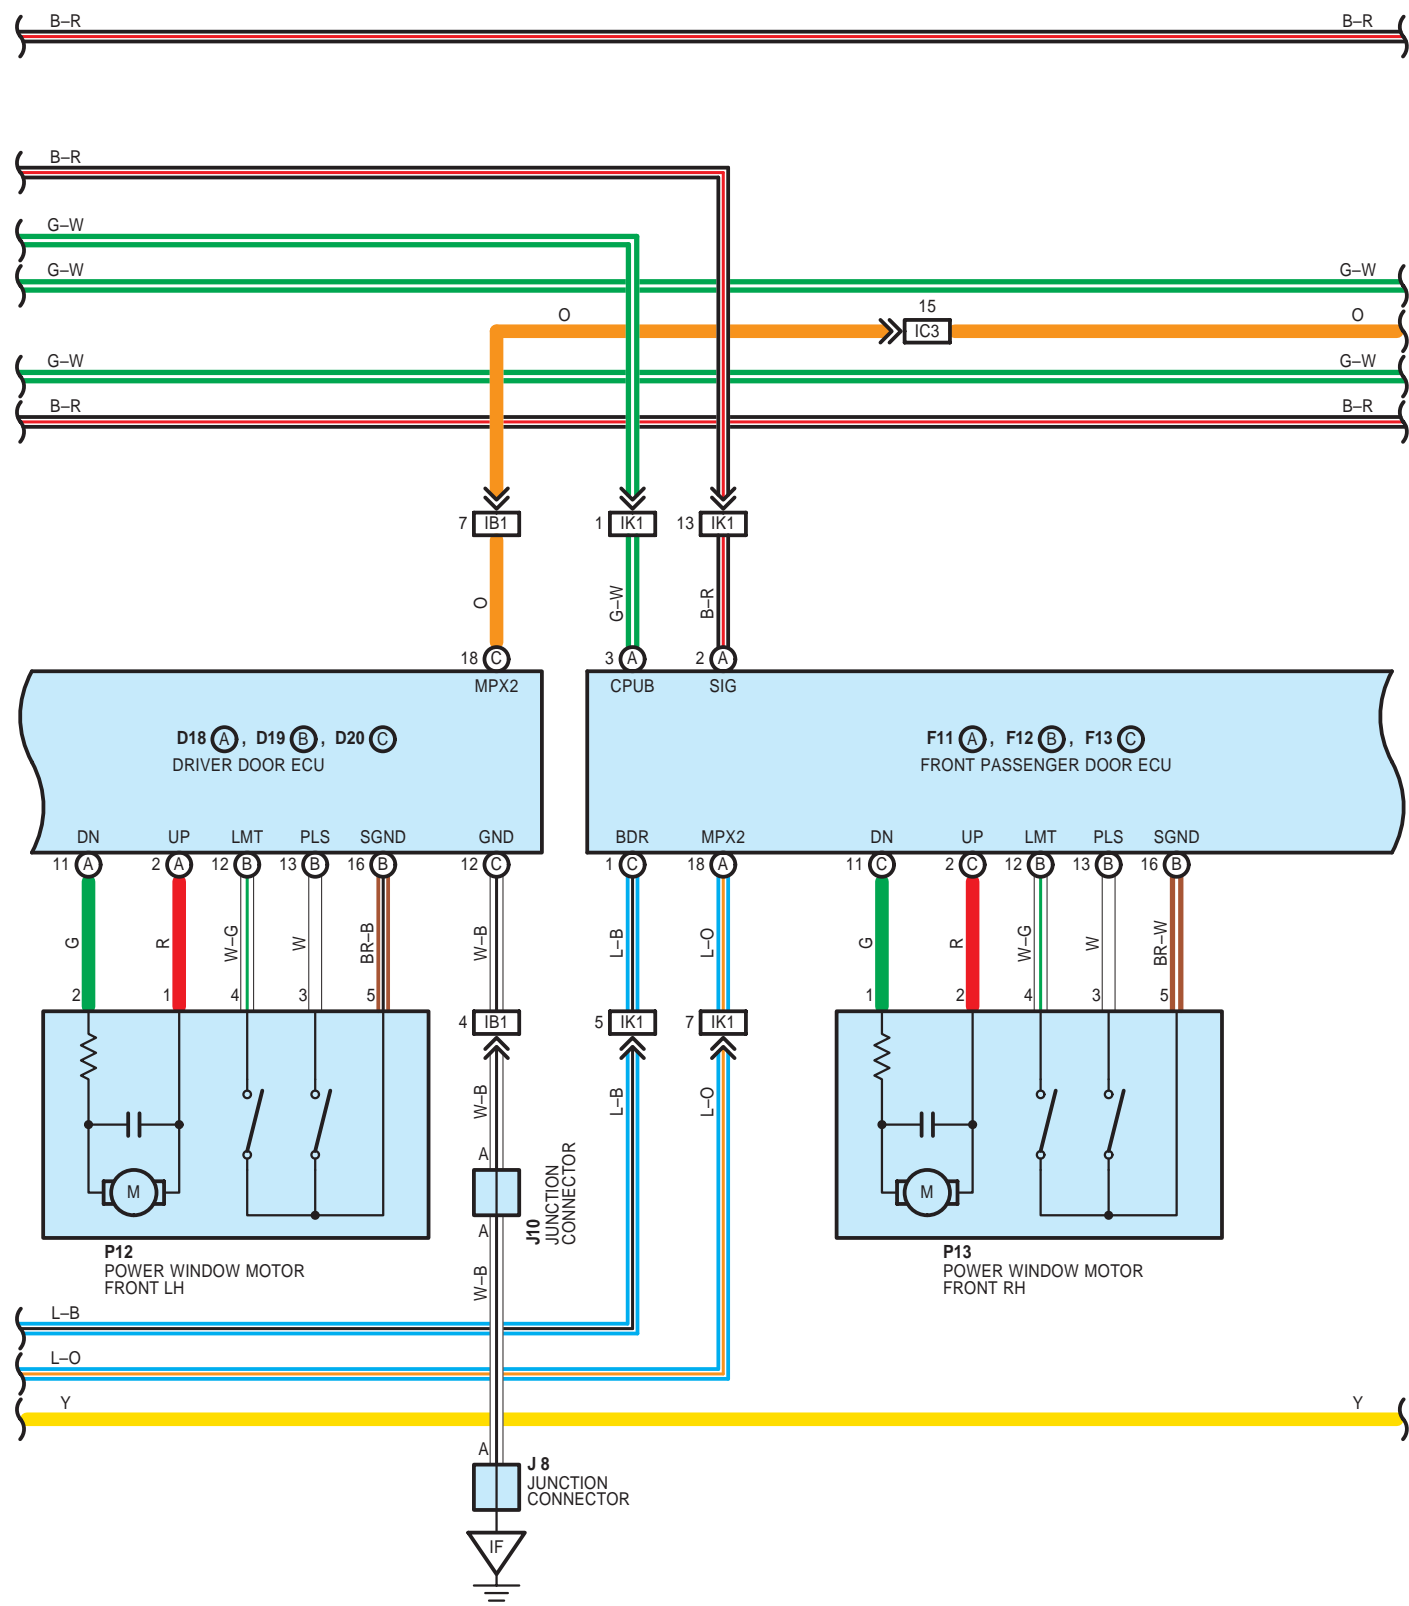 B–R B–R
B–R
G–W
G–W G–W
O 15 O
IC3
G–W G–W
B–R B–R
7 IB1 1 IK1 13 IK1
O G–W B–R
18 C 3 A 2 A
MPX2 CPUB SIG
D18 A , D19 B , D20 C
DRIVER DOOR ECU
F11 A , F12 B , F13 C
FRONT PASSENGER DOOR ECU
DN UP LMT PLS SGND GND BDR MPX2 DN UP LMT PLS SGND
11 A 2 A 12 B 13 B 16 B 12 C 1 C 18 A 11 C 2 C 12 B 13 B 16 B
G R W–G W BR–B W–B L–B L–O G R W–G W BR–W
2 1 4 3 5 1 2 4 3 5
4 IB1 5 IK1 7 IK1
W–B L–B L–O
A
M M
J10
JUNCTION
CONNECTOR
A
P12
POWER WINDOW MOTOR
FRONT LH
P13
POWER WINDOW MOTOR
FRONT RH
W–B
L–B
L–O
Y Y
A
J 8
JUNCTION
CONNECTOR
IF